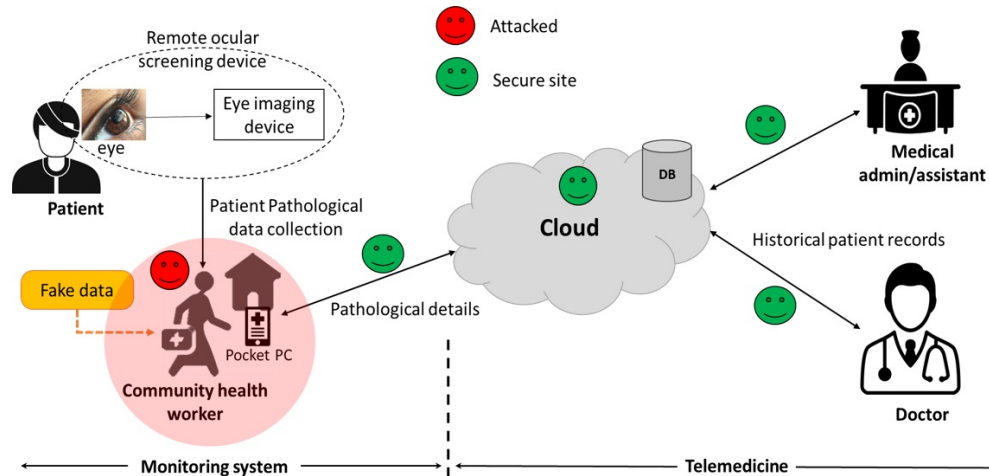 Remote ocular
screening device
Eye imaging
device
eye
Patient
Attacked
Secure site
Medical
admin/assistant
Patient Pathological
data collection
DB
Cloud
Historical patient records
Fake data
Pathological details
Pocket PC
Community health
worker
Doctor
Monitoring system
Telemedicine